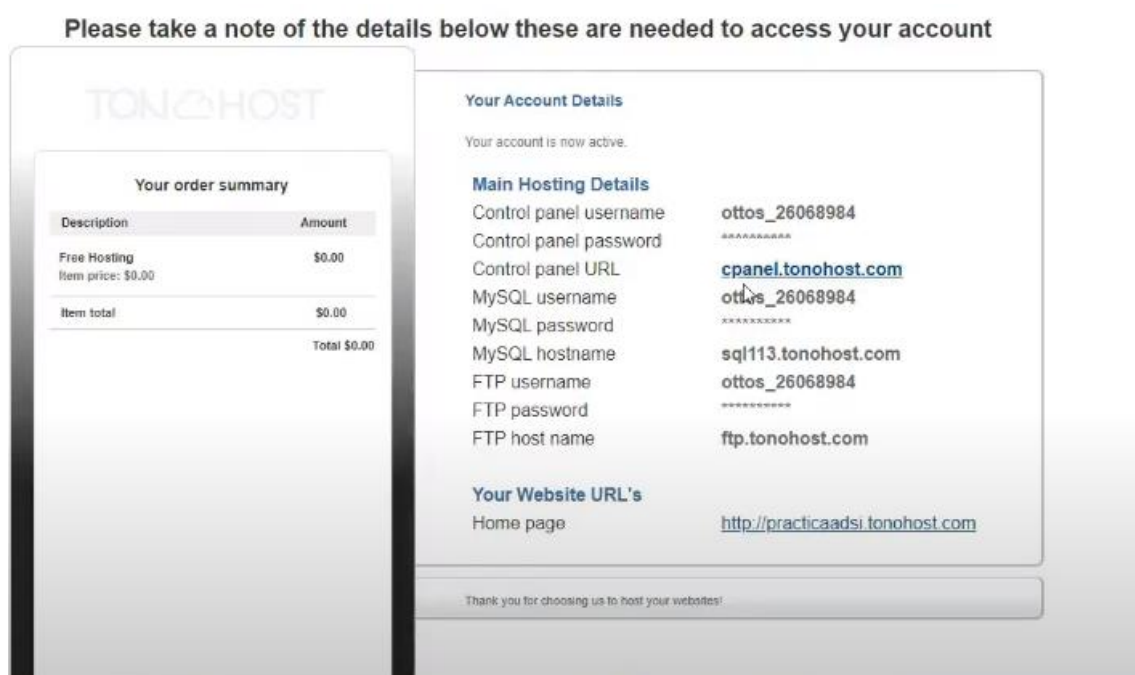 Please take a note of the details below these are needed to access your account
TONOHOST
Your order summary
Description Amount
Free Hosting $0.00
Item price: $0.00
Item total $0.00
Total $0.00
Your Account Details
Your account is now active.
Main Hosting Details
Control panel username ottos_26068984
Control panel password **********
Control panel URL cpanel.tonohost.com
MySQL username ottos_26068984
MySQL password **********
MySQL hostname sql113.tonohost.com
FTP username ottos_26068984
FTP password **********
FTP host name ftp.tonohost.com
Your Website URL's
Home page http://practicaadsi.tonohost.com
Thank you for choosing us to host your websites!